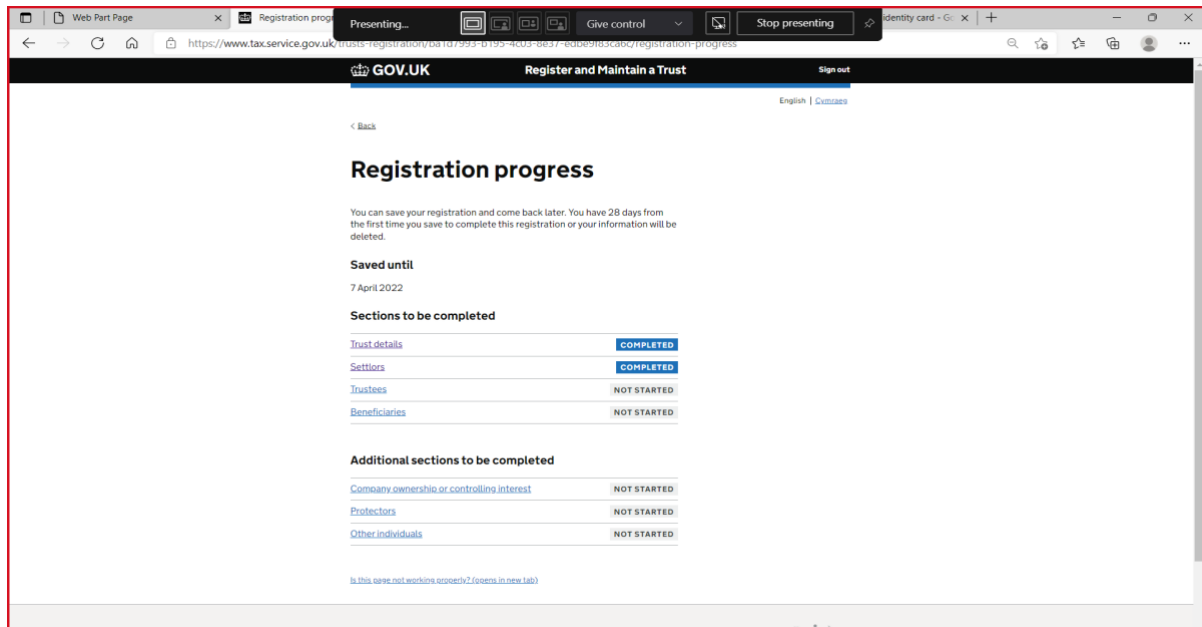 Web Part Page
Registration progr
Presenting...
Give control
Stop presenting
identity card - Go
https://www.tax.service.gov.uk/trusts-registration/ba1d7993-b195-4c03-8e37-edbe9f83ca6c/registration-progress
GOV.UK
Register and Maintain a Trust
Sign out
English | Cymraeg
< Back
Registration progress
You can save your registration and come back later. You have 28 days from
the first time you save to complete this registration or your information will be
deleted.
Saved until
7 April 2022
Sections to be completed
Trust details COMPLETED
Settlors COMPLETED
Trustees NOT STARTED
Beneficiaries NOT STARTED
Additional sections to be completed
Company ownership or controlling interest NOT STARTED
Protectors NOT STARTED
Other individuals NOT STARTED
Is this page not working properly? (opens in new tab)